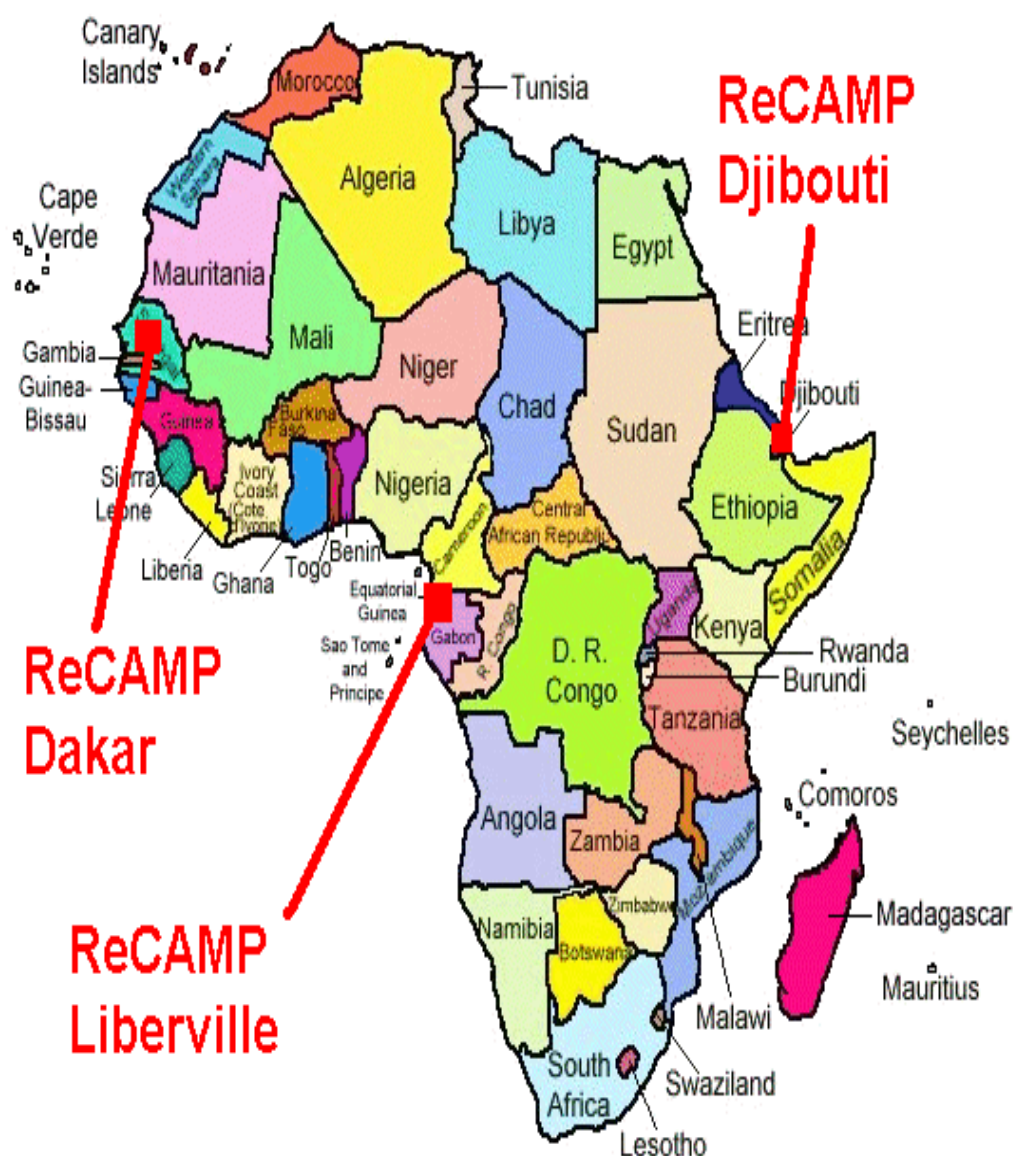 Canary
Islands
Morocco
Tunisia
ReCAMP
Djibouti
Western
Sahara
Algeria
Libya
Egypt
Cape
Verde
Mauritania
Mali
Niger
Chad
Sudan
Eritrea
Djibouti
Gambia
Guinea-
Bissau
Guinea
Burkina
Faso
Nigeria
Ethiopia
Somalia
Sierra
Leone
Ivory
Coast
(Cote
Liberia
Ghana
Togo
Benin
Cameroon
Central
African Republic
Equatorial
Guinea
Sao Tome
and
Principe
Gabon
R. Congo
D. R.
Congo
Uganda
Kenya
Rwanda
Burundi
Tanzania
Seychelles
ReCAMP
Dakar
Angola
Zambia
Comoros
Mozambique
Malawi
Zimbabwe
Namibia
Botswana
Madagascar
Mauritius
ReCAMP
Liberville
South
Africa
Swaziland
Lesotho